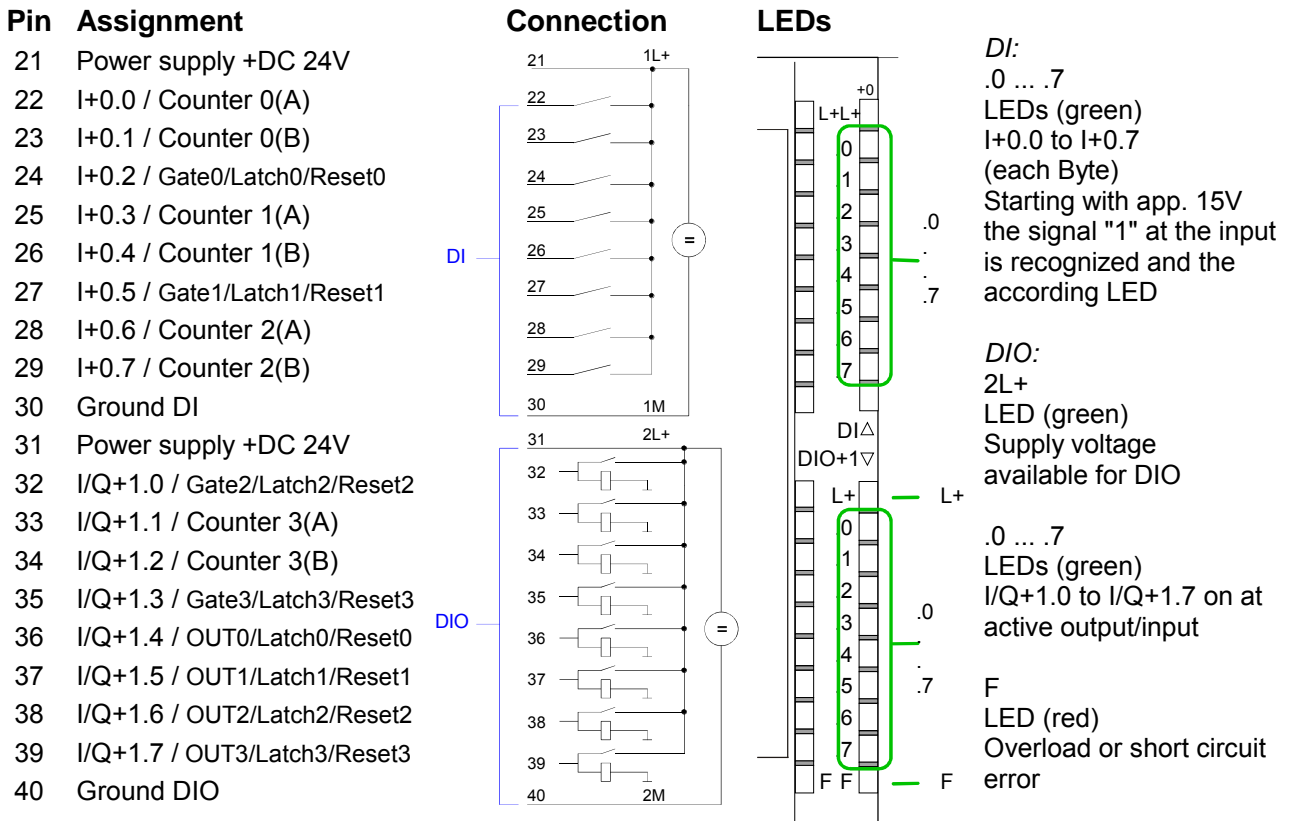 Pin Assignment Connection LEDs
21 Power supply +DC 24V
22 I+0.0 / Counter 0(A)
23 I+0.1 / Counter 0(B)
24 I+0.2 / Gate0/Latch0/Reset0
25 I+0.3 / Counter 1(A)
26 I+0.4 / Counter 1(B)
27 I+0.5 / Gate1/Latch1/Reset1
28 I+0.6 / Counter 2(A)
29 I+0.7 / Counter 2(B)
30 Ground DI
31 Power supply +DC 24V
32 I/Q+1.0 / Gate2/Latch2/Reset2
33 I/Q+1.1 / Counter 3(A)
34 I/Q+1.2 / Counter 3(B)
35 I/Q+1.3 / Gate3/Latch3/Reset3
36 I/Q+1.4 / OUT0/Latch0/Reset0
37 I/Q+1.5 / OUT1/Latch1/Reset1
38 I/Q+1.6 / OUT2/Latch2/Reset2
39 I/Q+1.7 / OUT3/Latch3/Reset3
40 Ground DIO
21 1L+
22
23
24
25
=
DI 26
27
28
29
30 1M
31 2L+
32
33
34
35
DIO
36 =
37
38
39
40 2M
+0
L+L+
.0
.1
.2
.3
.4
.5
.6
.7
.0
.
.
.7
DI△
DIO+1▽
L+ L+
.0
.1
.2
.3
.4
.5
.6
.7
.0
.
.
.7
F F F
DI:
.0 ... .7
LEDs (green)
I+0.0 to I+0.7
(each Byte)
Starting with app. 15V
the signal "1" at the input
is recognized and the
according LED
DIO:
2L+
LED (green)
Supply voltage
available for DIO
.0 ... .7
LEDs (green)
I/Q+1.0 to I/Q+1.7 on at
active output/input
F
LED (red)
Overload or short circuit
error